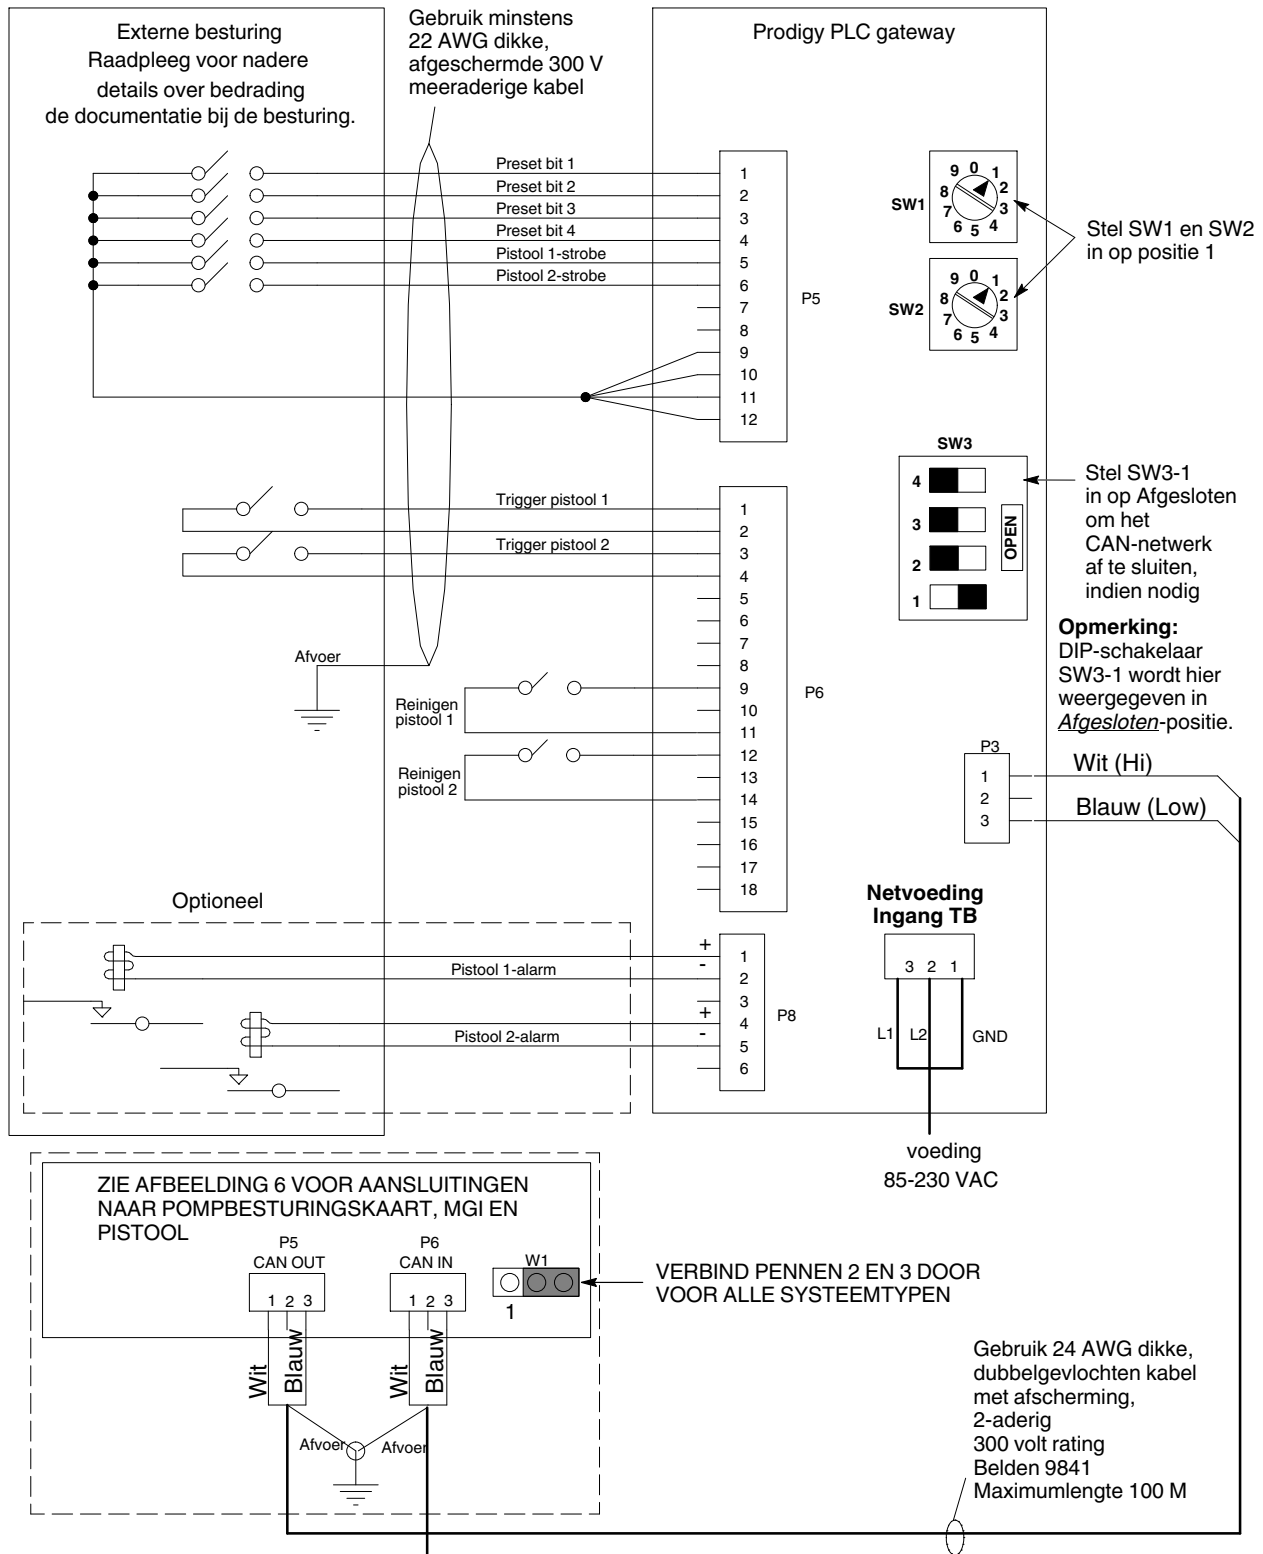 Externe besturing
Raadpleeg voor nadere
details over bedrading
de documentatie bij de besturing.
Gebruik minstens
22 AWG dikke,
afgeschermde 300 V
meeraderige kabel
Prodigy PLC gateway
Preset bit 1
Preset bit 2
Preset bit 3
Preset bit 4
Pistool 1-strobe
Pistool 2-strobe
1
2
3
4
5
6
7
8
9
10
11
12
P5
SW1
9 0 1
8 2
7 3
6 5 4
SW2
9 0 1
8 2
7 3
6 5 4
Stel SW1 en SW2
in op positie 1
SW3
4
3
2
1
OPEN
Stel SW3-1
in op Afgesloten
om het
CAN-netwerk
af te sluiten,
indien nodig
Opmerking:
DIP-schakelaar
SW3-1 wordt hier
weergegeven in
Afgesloten-positie.
Trigger pistool 1
Trigger pistool 2
Afvoer
Reinigen
pistool 1
Reinigen
pistool 2
1
2
3
4
5
6
7
8
9
10
11
12
13
14
15
16
17
18
P6
P3
1
2
3
Wit (Hi)
Blauw (Low)
Optioneel
Pistool 1-alarm
Pistool 2-alarm
+
-
+
-
1
2
3
4
5
6
P8
Netvoeding
Ingang TB
3 2 1
L1 L2 GND
voeding
85-230 VAC
ZIE AFBEELDING 6 VOOR AANSLUITINGEN
NAAR POMPBESTURINGSKAART, MGI EN
PISTOOL
P5
CAN OUT
1 2 3
P6
CAN IN
1 2 3
W1
1
VERBIND PENNEN 2 EN 3 DOOR
VOOR ALLE SYSTEEMTYPEN
Wit
Blauw
Wit
Blauw
Afvoer
Afvoer
Gebruik 24 AWG dikke,
dubbelgevlochten kabel
met afscherming,
2-aderig
300 volt rating
Belden 9841
Maximumlengte 100 M